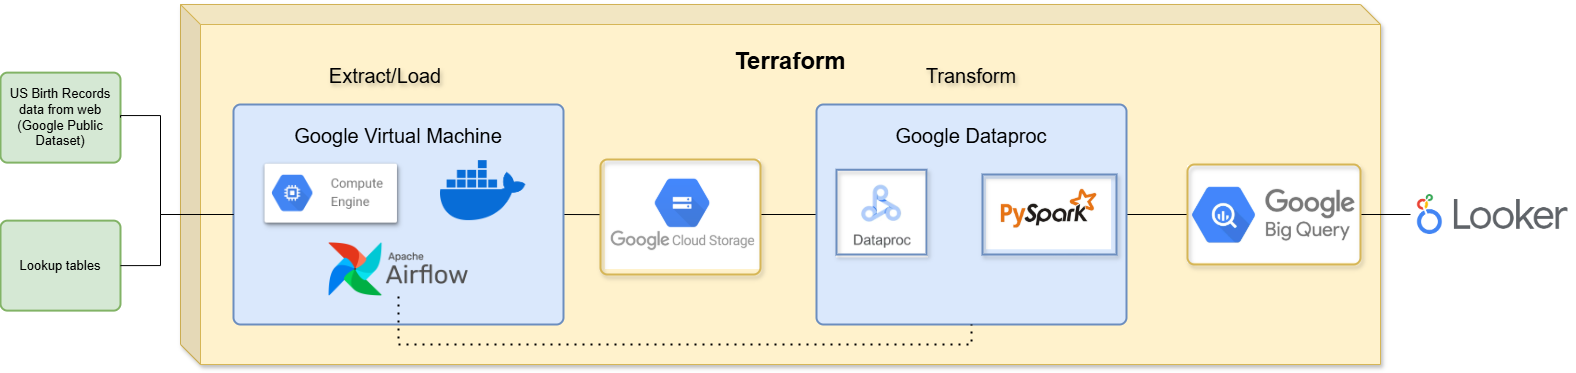 Terraform
Extract/Load
Transform
US Birth Records
data from web
(Google Public
Dataset)
Lookup tables
Google Virtual Machine
Compute
Engine
Apache
Airflow
Google Cloud Storage
Google Dataproc
Dataproc
PySpark
Google
Big Query
Looker